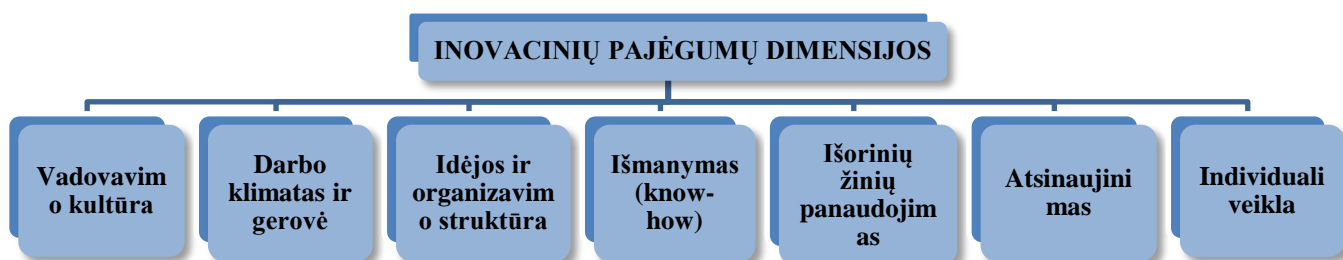 INOVACINIŲ PAJĖGUMŲ DIMENSIJOS
Vadovavim
o kultūra
Darbo
klimatas ir
gerovė
Idėjos ir
organizavim
o struktūra
Išmanymas
(know-
how)
Išorinių
žinių
panaudojim
as
Atsinaujini
mas
Individuali
veikla